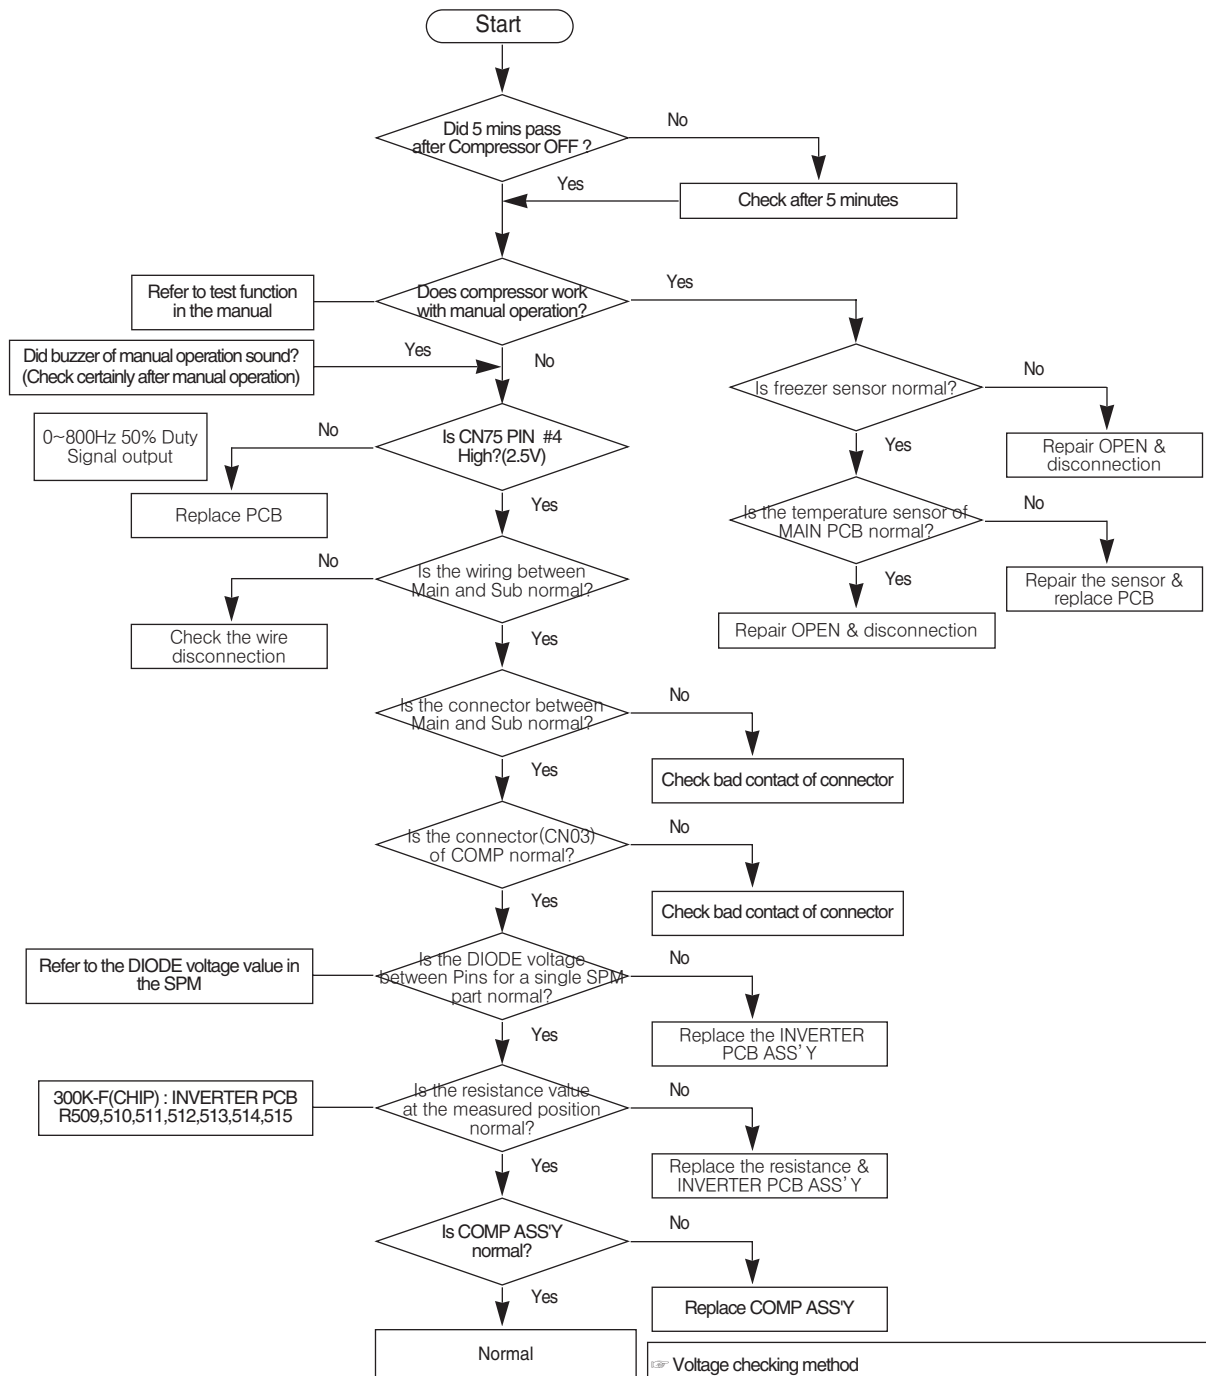 Start
Did 5 mins pass
after Compressor OFF ?
No
Yes
Check after 5 minutes
Refer to test function
in the manual
Does compressor work
with manual operation?
Yes
Did buzzer of manual operation sound?
(Check certainly after manual operation)
Yes
No
Is freezer sensor normal?
No
0~800Hz 50% Duty
Signal output
No
Is CN75 PIN #4
High?(2.5V)
Yes
Repair OPEN &
disconnection
Replace PCB
Yes
Is the temperature sensor of
MAIN PCB normal?
No
No
Is the wiring between
Main and Sub normal?
Yes
Repair the sensor &
replace PCB
Check the wire
disconnection
Yes
Repair OPEN & disconnection
Is the connector between
Main and Sub normal?
No
Yes
Check bad contact of connector
Is the connector(CN03)
of COMP normal?
No
Yes
Check bad contact of connector
Refer to the DIODE voltage value in
the SPM
Is the DIODE voltage
between Pins for a single SPM
part normal?
No
Yes
Replace the INVERTER
PCB ASS'Y
300K-F(CHIP) : INVERTER PCB
R509,510,511,512,513,514,515
Is the resistance value
at the measured position
normal?
No
Yes
Replace the resistance &
INVERTER PCB ASS'Y
Is COMP ASS'Y
normal?
No
Yes
Replace COMP ASS'Y
Normal
☞ Voltage checking method